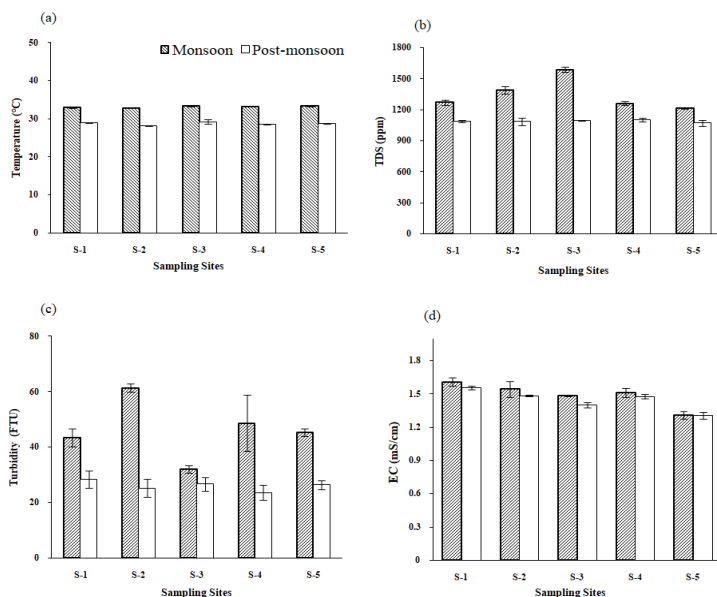 (a)
50
40
30
20
10
0
Temperature (°C)
Monsoon
Post-monsoon
S-1 S-2 S-3 S-4 S-5
Sampling Sites
(b)
1800
1500
1200
900
600
300
0
TDS (ppm)
S-1 S-2 S-3 S-4 S-5
Sampling Sites
(c)
80
60
40
20
0
Turbidity (FTU)
S-1 S-2 S-3 S-4 S-5
Sampling Sites
(d)
1.8
1.5
1.2
0.9
0.6
0.3
0
EC (mS/cm)
S-1 S-2 S-3 S-4 S-5
Sampling Sites